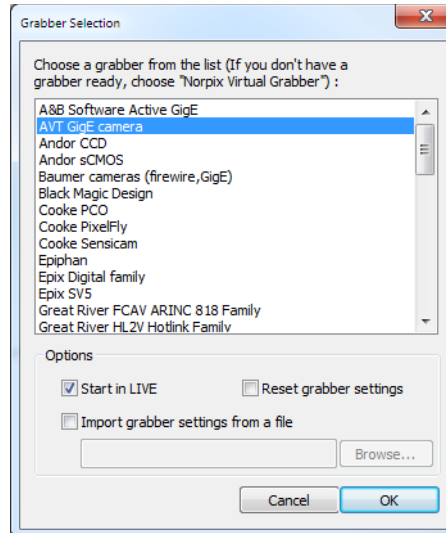 Grabber Selection
Choose a grabber from the list (If you don't have a
grabber ready, choose "Norpix Virtual Grabber") :
A&B Software Active GigE
AVT GigE camera
Andor CCD
Andor sCMOS
Baumer cameras (firewire,GigE)
Black Magic Design
Cooke PCO
Cooke PixelFly
Cooke Sensicam
Epiphan
Epix Digital family
Epix SV5
Great River FCAV ARINC 818 Family
Great River HL2V Hotlink Family
Options
Start in LIVE
Reset grabber settings
Import grabber settings from a file
Browse...
Cancel
OK